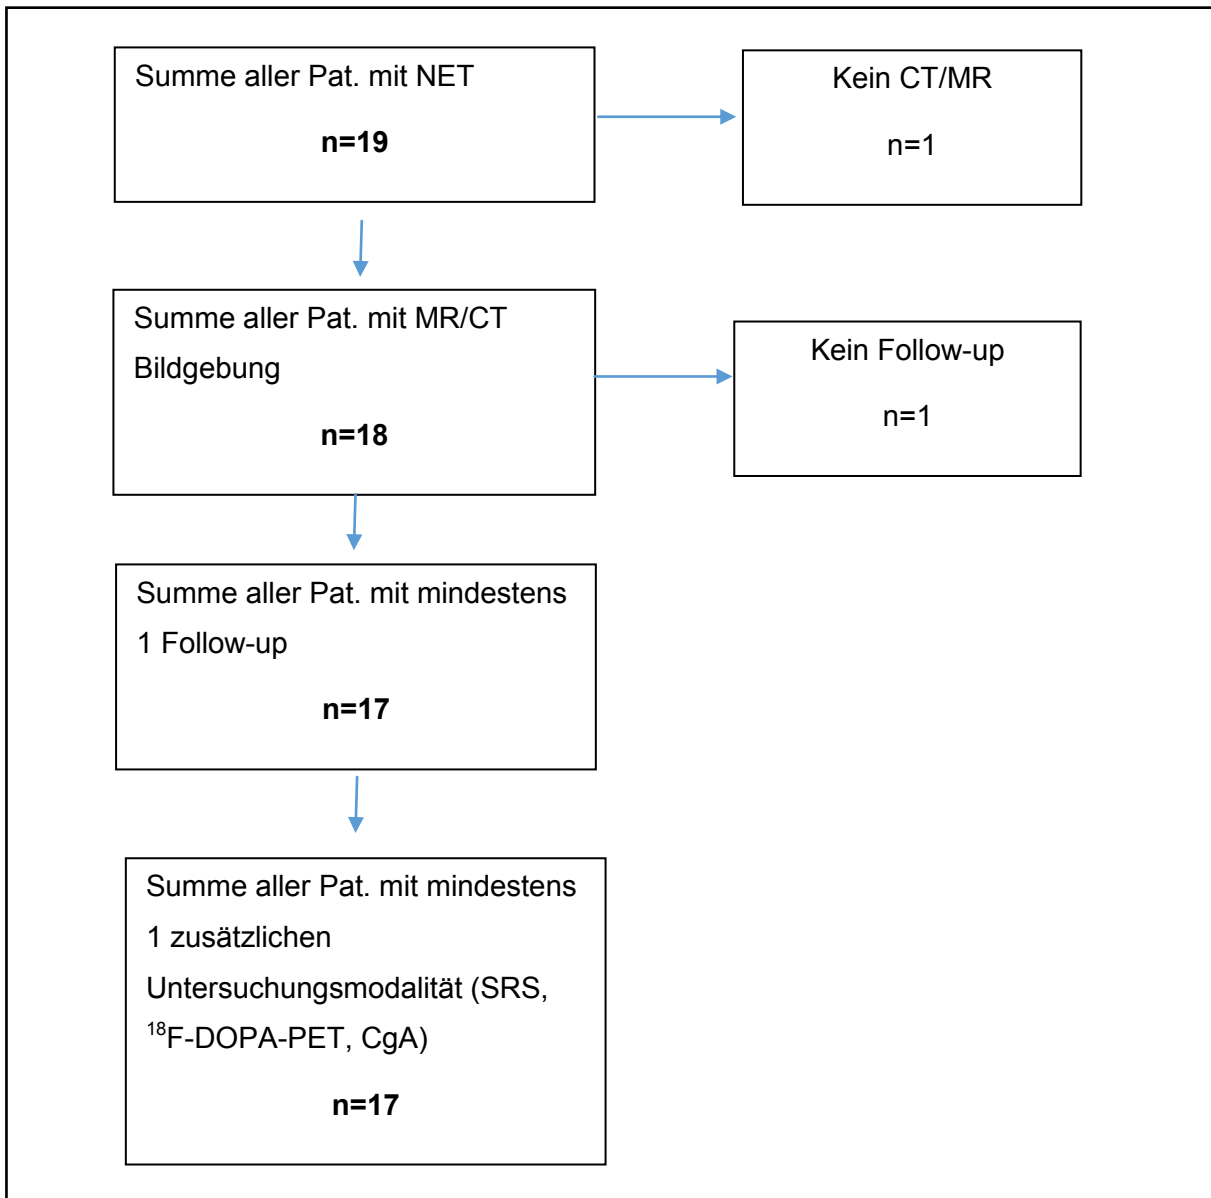 Summe aller Pat. mit NET
n=19
Kein CT/MR
n=1
Summe aller Pat. mit MR/CT
Bildgebung
n=18
Kein Follow-up
n=1
Summe aller Pat. mit mindestens
1 Follow-up
n=17
Summe aller Pat. mit mindestens
1 zusätzlichen
Untersuchungsmodalität (SRS,
¹⁸F-DOPA-PET, CgA)
n=17